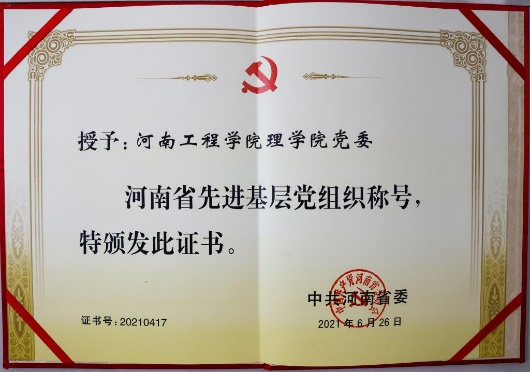 授予：河南工程学院理学院党委
河南省先进基层党组织称号，
特颁发此证书。
中共河南省委
2021年6月26日
证书号：20210417